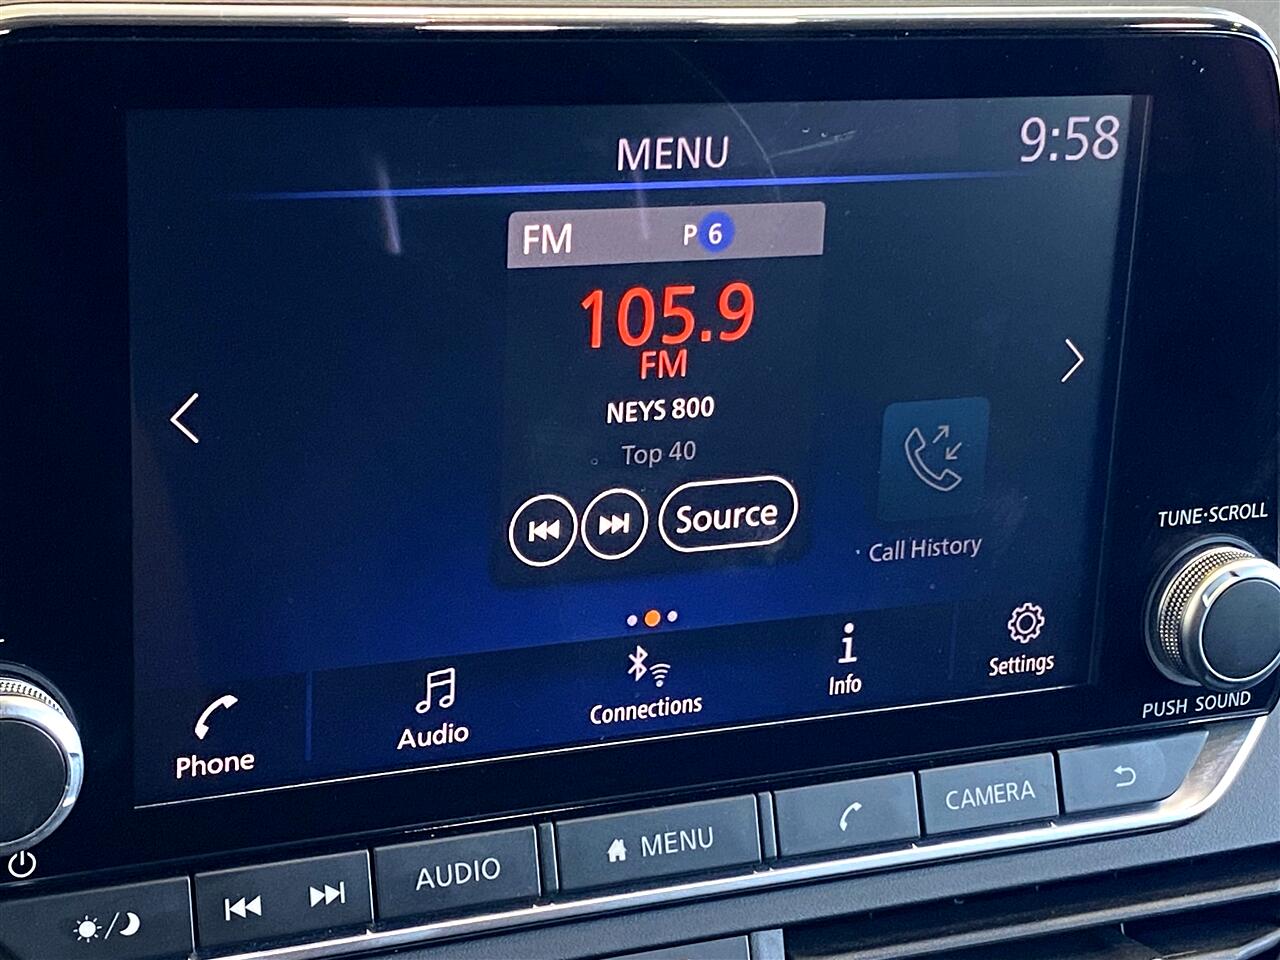 MENU
9:58
FM P 6
105.9
FM
NEYS 800
Top 40
Source
Call History
Phone
Audio
Connections
Info
Settings
TUNE·SCROLL
PUSH SOUND
AUDIO
MENU
CAMERA